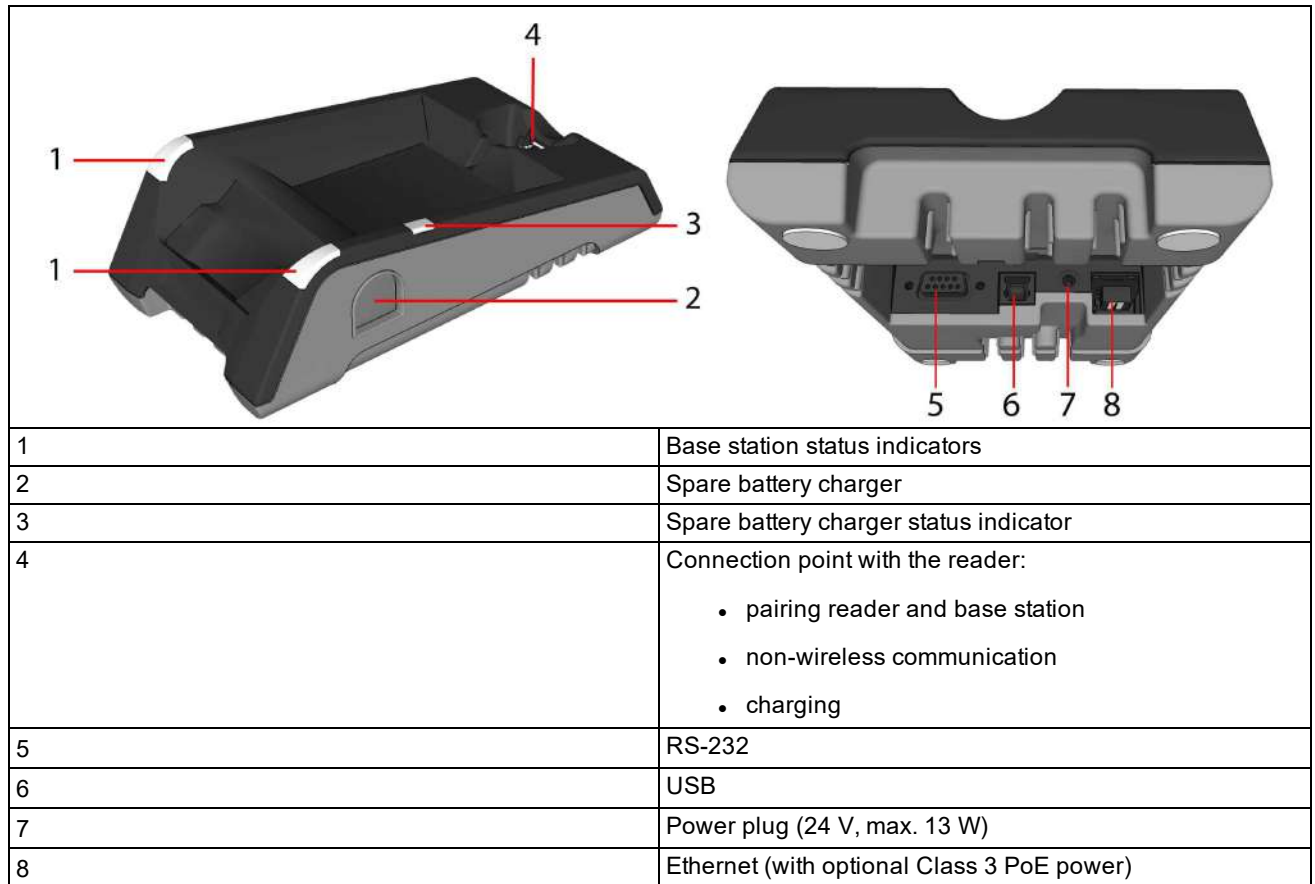 4
1
1
3
2
5 6 7 8
1 Base station status indicators
2 Spare battery charger
3 Spare battery charger status indicator
4 Connection point with the reader:
• pairing reader and base station
• non-wireless communication
• charging
5 RS-232
6 USB
7 Power plug (24 V, max. 13 W)
8 Ethernet (with optional Class 3 PoE power)